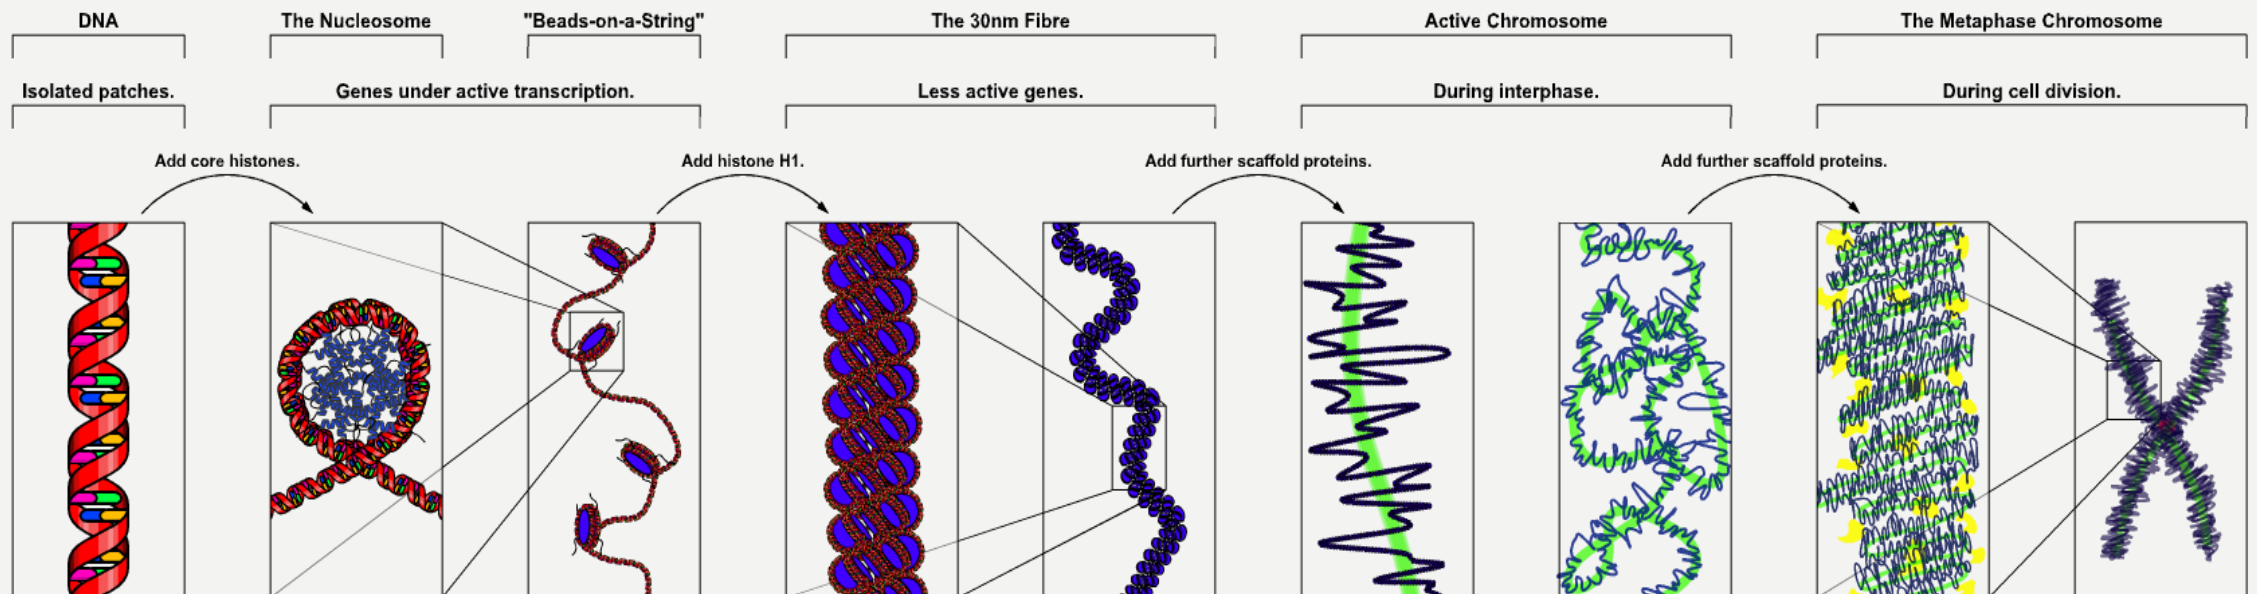 DNA
The Nucleosome
"Beads-on-a-String"
The 30nm Fibre
Active Chromosome
The Metaphase Chromosome
Isolated patches.
Genes under active transcription.
Less active genes.
During interphase.
During cell division.
Add core histones.
Add histone H1.
Add further scaffold proteins.
Add further scaffold proteins.